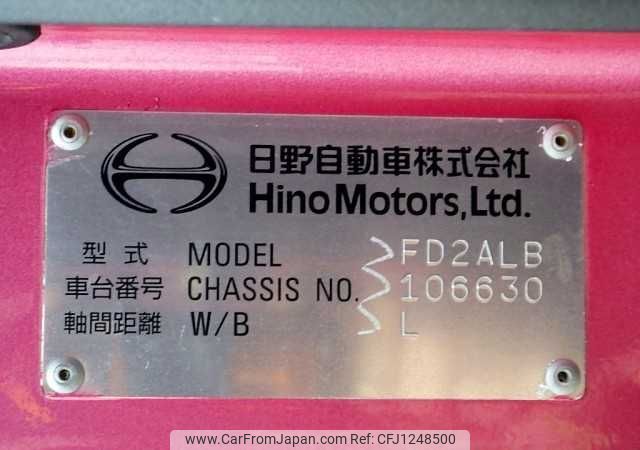 日野自動車株式会社
Hino Motors, Ltd.
型式 MODEL FD2ALB
車台番号 CHASSIS NO. 106630
軸間距離 W/B L
www.CarFromJapan.com - CFJ1248500